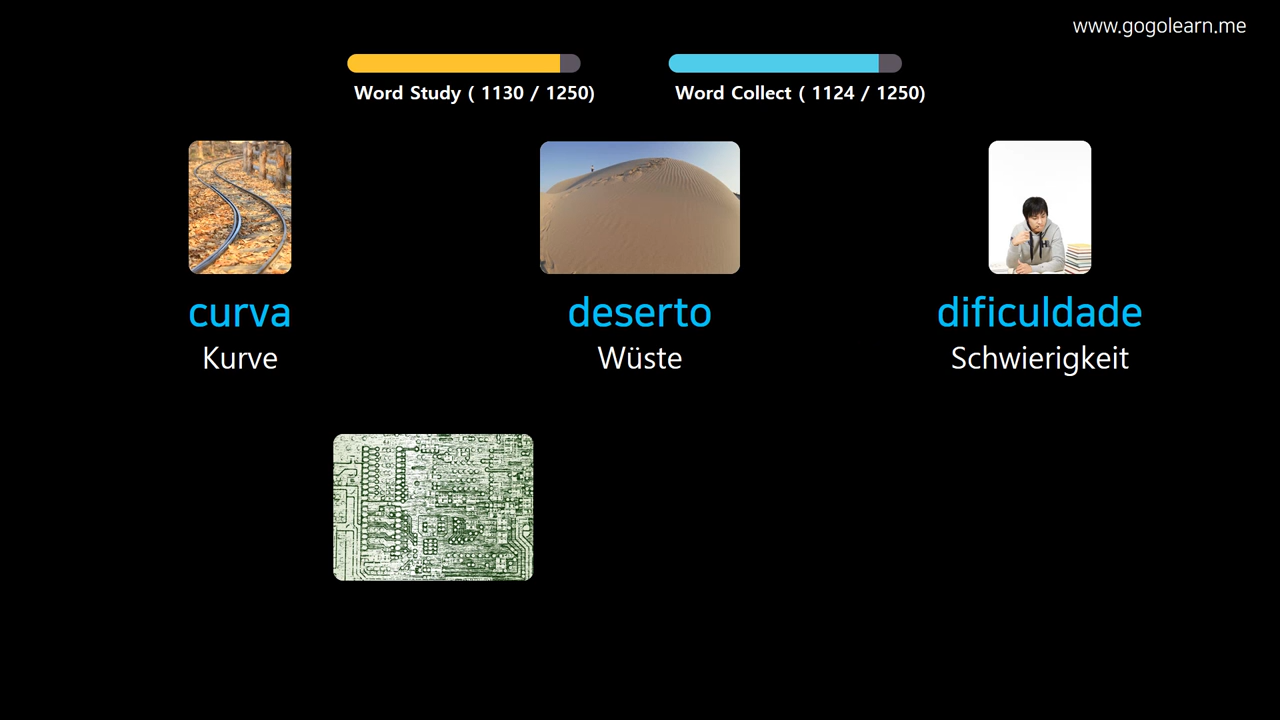 www.gogolearn.me
Word Study ( 1130 / 1250)
Word Collect ( 1124 / 1250)
curva
deserto
dificuldade
Kurve
Wüste
Schwierigkeit